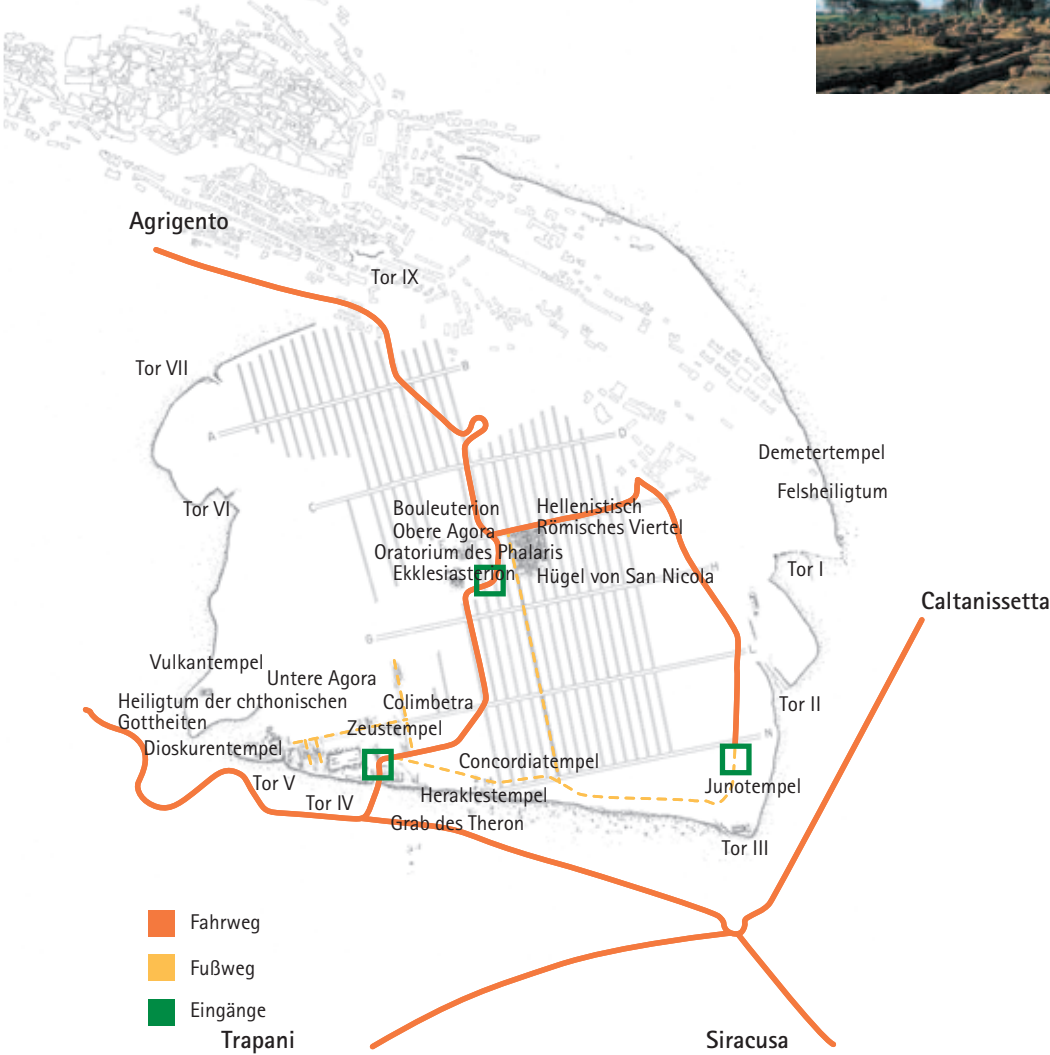 Agrigento
Tor IX
Tor VII
B
A
D
Demetertempel
C
Felsheiligtum
Tor VI
Bouleuterion
Obere Agora
Oratorium des Phalaris
Ekklesiasterion
Hellenistisch
Römisches Viertel
Hügel von San Nicola
H
Tor I
Caltanissetta
G
L
Vulkantempel
Untere Agora
Heiligtum der chthonischen
Gottheiten
Colimbetra
Tor II
Zeustempel
N
Dioskurentempel
Concordiatempel
Tor V
Junotempel
Tor IV
Heraklestempel
Grab des Theron
Tor III
Fahrweg
Fußweg
Eingänge
Trapani
Siracusa